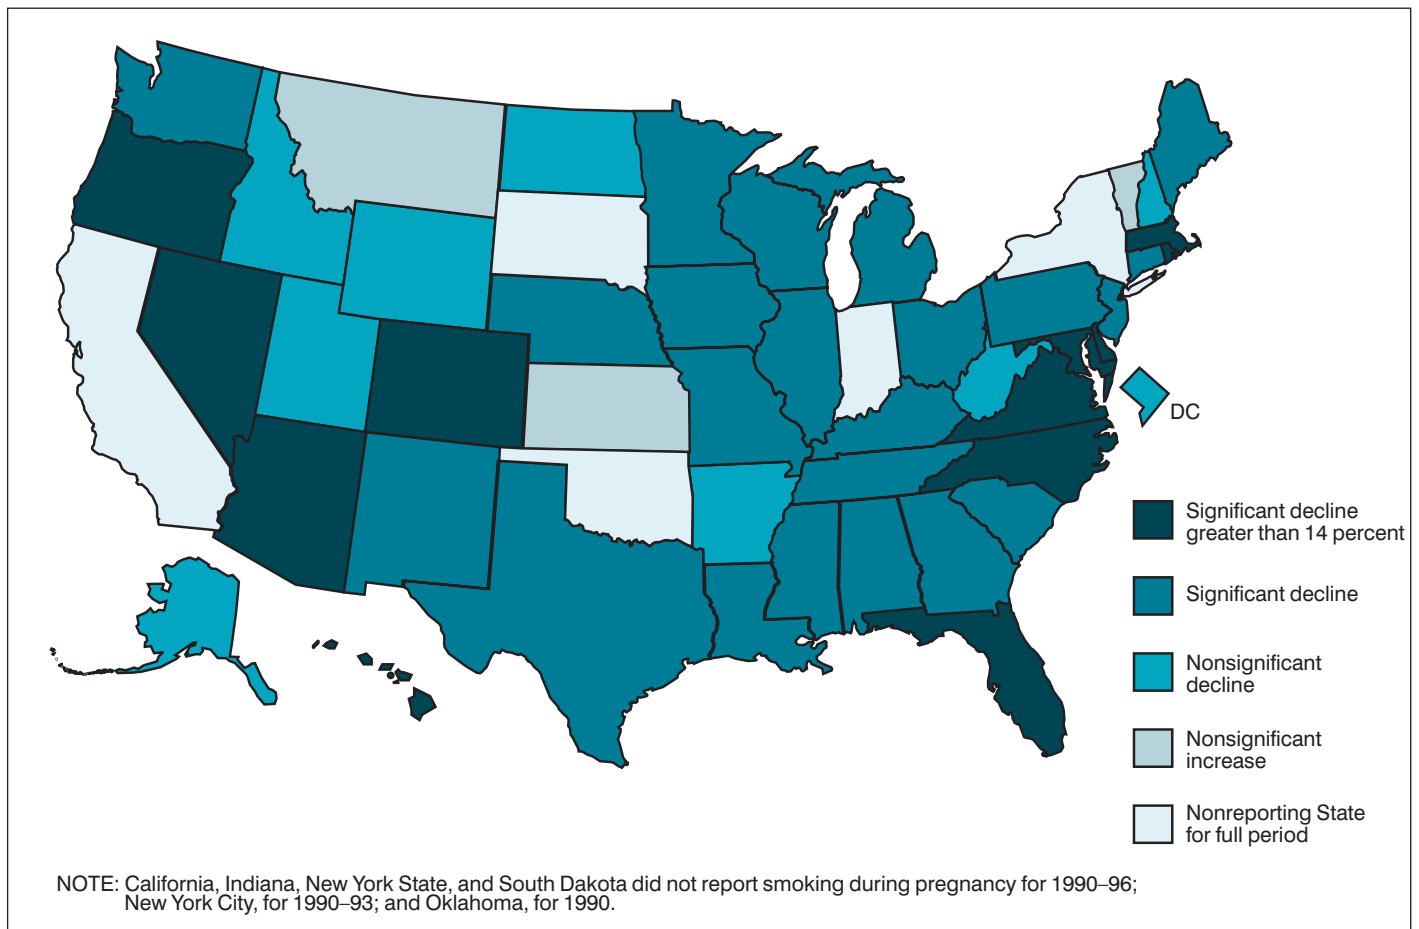 DC
Significant decline
greater than 14 percent
Significant decline
Nonsignificant
decline
Nonsignificant
increase
Nonreporting State
for full period
NOTE: California, Indiana, New York State, and South Dakota did not report smoking during pregnancy for 1990–96;
New York City, for 1990–93; and Oklahoma, for 1990.